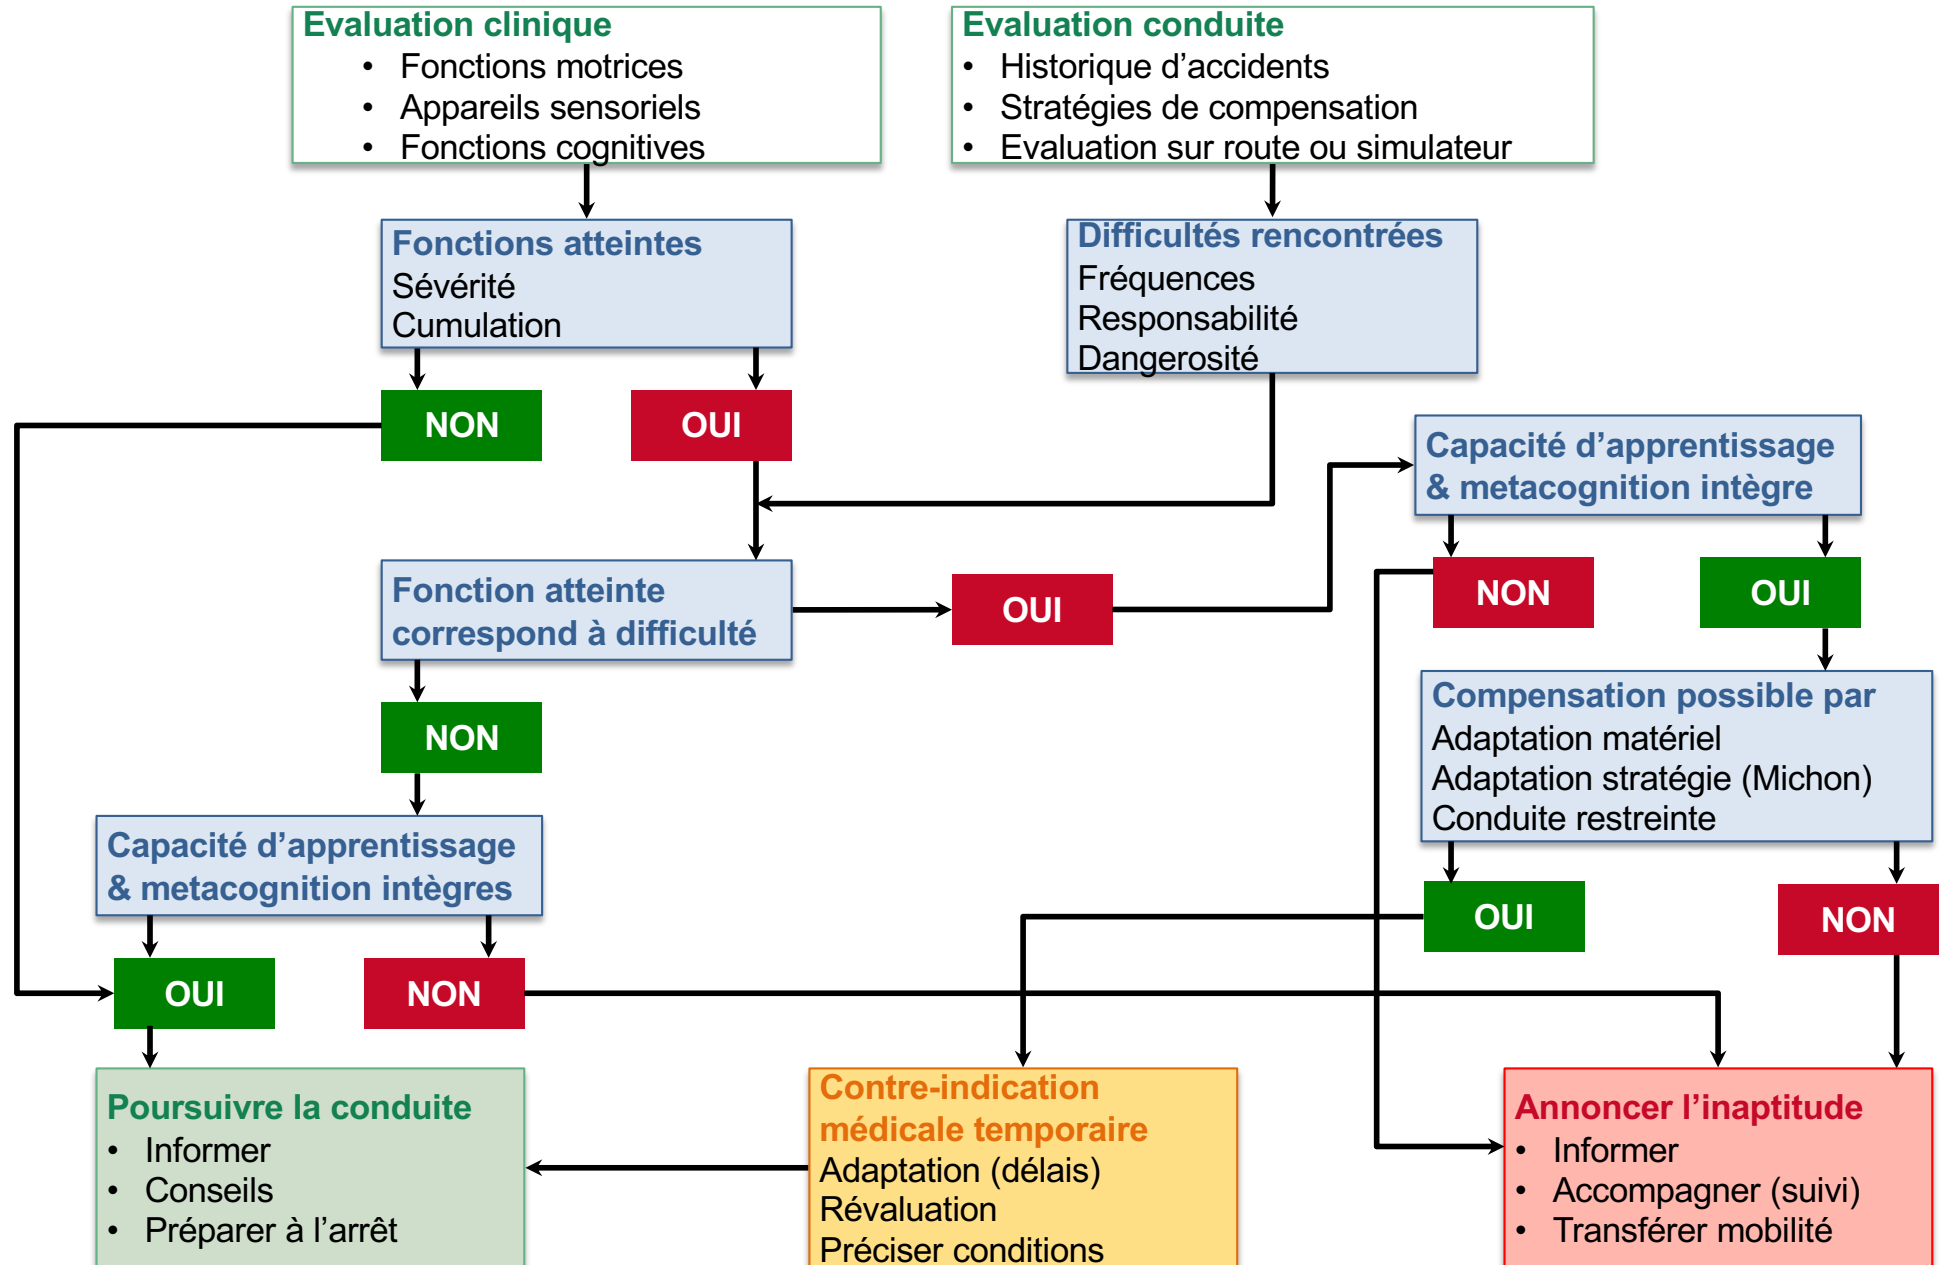 Evaluation clinique
• Fonctions motrices
• Appareils sensoriels
• Fonctions cognitives
Evaluation conduite
• Historique d'accidents
• Stratégies de compensation
• Evaluation sur route ou simulateur
Fonctions atteintes
Sévérité
Cumulation
Difficultés rencontrées
Fréquences
Responsabilité
Dangerosité
NON
OUI
Capacité d'apprentissage
& metacognition intègre
Fonction atteinte
correspond à difficulté
OUI
NON
OUI
NON
Compensation possible par
Adaptation matériel
Adaptation stratégie (Michon)
Conduite restreinte
Capacité d'apprentissage
& metacognition intègres
OUI
NON
OUI
NON
Poursuivre la conduite
• Informer
• Conseils
• Préparer à l'arrêt
Contre-indication
médicale temporaire
Adaptation (délais)
Révaluation
Préciser conditions
Annoncer l'inaptitude
• Informer
• Accompagner (suivi)
• Transférer mobilité